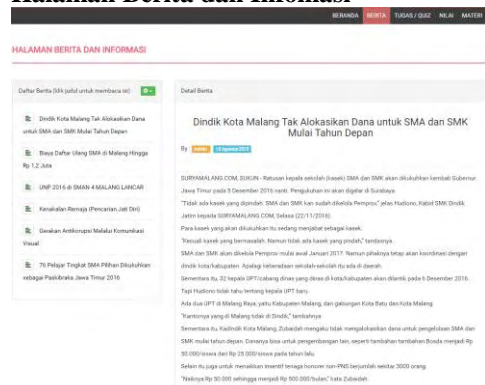 Halaman Berita dan Infomasi
BERANDA BERITA TUGAS / QUIZ NILAI MATERI
HALAMAN BERITA DAN INFORMASI
Daftar Berita (klik judul untuk membaca isi)
Dindik Kota Malang Tak Alokasikan Dana
untuk SMA dan SMK Mulai Tahun Depan
Biaya Daftar Ulang SMA di Malang Hingga
Rp 1,2 Juta
UNP 2016 di SMAN 4 MALANG LANCAR
Kenakalan Remaja (Pencarian Jati Diri)
Gerakan Antikorupsi Melalui Komunikasi
Visual
76 Pelajar Tingkat SMA Pilihan Dikukuhkan
sebagai Paskibraka Jawa Timur 2016
Detail Berita
Dindik Kota Malang Tak Alokasikan Dana untuk SMA dan SMK
Mulai Tahun Depan
By
SURYAMALANG.COM, SUKUN - Ratusan kepala sekolah (kasek) SMA dan SMK akan dikukuhkan kembali Gubernur
Jawa Timur pada 5 Desember 2016 nanti. Pengukuhan ini akan digelar di Surabaya.
"Tidak ada kasek yang dipindah. SMA dan SMK kan sudah dikelola Pemprov," jelas Hudiono, Kabid SMK Dindik
Jatim kepada SURYAMALANG.COM, Selasa (22/11/2016).
Para kasek yang akan dikukuhkan itu sedang menjabat sebagai kasek.
"Kecuali kasek yang bermasalah. Namun tidak ada kasek yang pindah," tandasnya.
SMA dan SMK akan dikelola Pemprov mulai awal Januari 2017. Namun pihaknya tetap akan koordinasi dengan
dindik kota/kabupaten. Apalagi keberadaan sekolah-sekolah itu ada di daerah.
Sementara itu, 32 kepala UPT/cabang dinas yang dinas di kota/kabupaten akan dilantik pada 6 Desember 2016.
Tapi Hudiono tidak tahu tentang kepala UPT baru.
Ada dua UPT di Malang Raya, yaitu Kabupaten Malang, dan gabungan Kota Batu dan Kota Malang.
"Kantornya yang di Malang tidak di Dindik," tambahnya
Sementara itu, Kadindik Kota Malang, Zubaidah mengaku tidak mengalokasikan dana untuk pengelolaan SMA dan
SMK mulai tahun depan. Dananya bisa untuk pengembangan lain, seperti tambahan tambahan Bosda menjadi Rp
50.000/siswa dari Rp 25.000/siswa pada tahun lalu.
Selain itu juga untuk menaikkan insentif tenaga honorer non-PNS berjumlah sekitar 3000 orang.
"Naiknya Rp 50.000 sehingga menjadi Rp 500.000/bulan," kata Zubaidah.